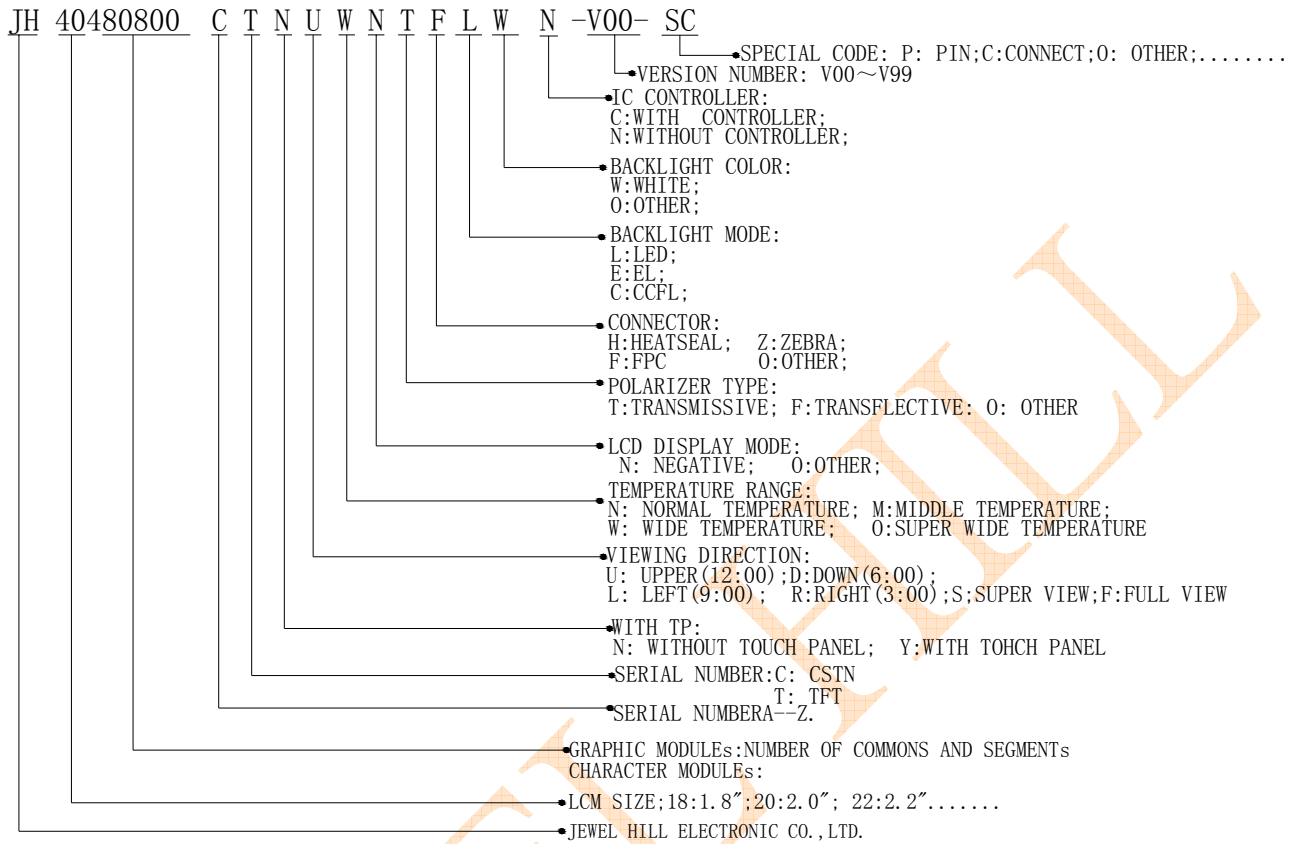 JH 40480800 C T N U W N T F L W N -V00- SC
SPECIAL CODE: P: PIN;C:CONNECT;O: OTHER;........
VERSION NUMBER: V00～V99
IC CONTROLLER:
C:WITH CONTROLLER;
N:WITHOUT CONTROLLER;
BACKLIGHT COLOR:
W:WHITE;
O:OTHER;
BACKLIGHT MODE:
L:LED;
E:EL;
C:CCFL;
CONNECTOR:
H:HEATSEAL; Z:ZEBRA;
F:FPC O:OTHER;
POLARIZER TYPE:
T:TRANSMISSIVE; F:TRANSFLECTIVE: O: OTHER
LCD DISPLAY MODE:
N: NEGATIVE; O:OTHER;
TEMPERATURE RANGE:
N: NORMAL TEMPERATURE; M:MIDDLE TEMPERATURE;
W: WIDE TEMPERATURE; O:SUPER WIDE TEMPERATURE
VIEWING DIRECTION:
U: UPPER(12:00);D:DOWN(6:00);
L: LEFT(9:00); R:RIGHT(3:00);S;SUPER VIEW;F:FULL VIEW
WITH TP:
N: WITHOUT TOUCH PANEL; Y:WITH TOHCH PANEL
SERIAL NUMBER:C: CSTN
T: TFT
SERIAL NUMBERA--Z.
GRAPHIC MODULEs:NUMBER OF COMMONS AND SEGMENTs
CHARACTER MODULEs:
LCM SIZE;18:1.8″;20:2.0″; 22:2.2″.......
JEWEL HILL ELECTRONIC CO.,LTD.
HILL